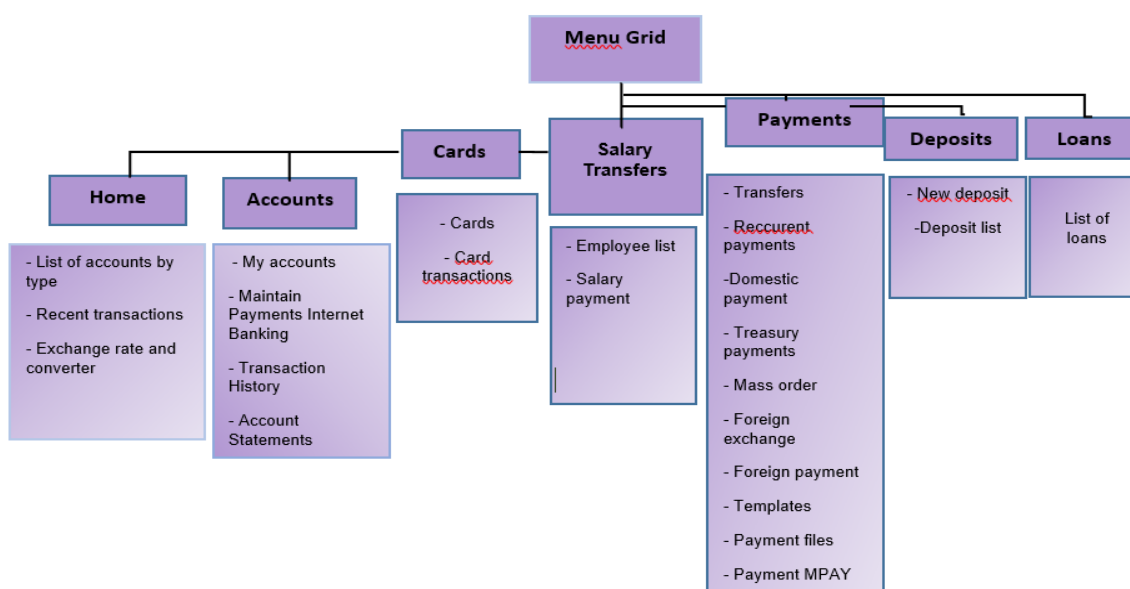 Menu Grid
Home
Accounts
Cards
Salary
Transfers
Payments
Deposits
Loans
- List of accounts by
type
- Recent transactions
- Exchange rate and
converter
- My accounts
- Maintain
Payments Internet
Banking
- Transaction
History
- Account
Statements
- Cards
- Card
transactions
- Employee list
- Salary
payment
- Transfers
- Reccurent
payments
-Domestic
payment
- Treasury
payments
- Mass order
- Foreign
exchange
- Foreign payment
- Templates
- Payment files
- Payment MPAY
- New deposit
-Deposit list
List of
loans